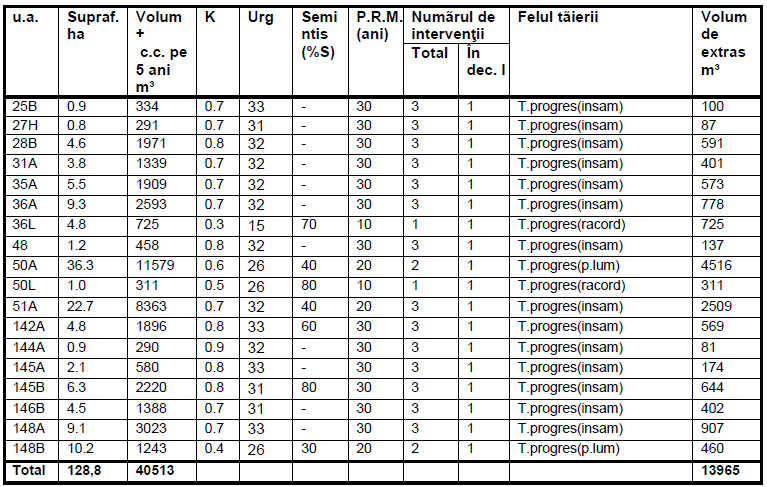 u.a. Supraf. ha Volum + c.c. pe 5 ani m³ K Urg Semi ntis (%S) P.R.M. (ani) Numãrul de intervenţii Total În dec. I Felul tãierii Volum de extras m³
25B 0.9 334 0.7 33 - 30 3 1 T.progres(insam) 100
27H 0.8 291 0.7 31 - 30 3 1 T.progres(insam) 87
28B 4.6 1971 0.8 32 - 30 3 1 T.progres(insam) 591
31A 3.8 1339 0.7 32 - 30 3 1 T.progres(insam) 401
35A 5.5 1909 0.7 32 - 30 3 1 T.progres(insam) 573
36A 9.3 2593 0.7 32 - 30 3 1 T.progres(insam) 778
36L 4.8 725 0.3 15 70 10 1 1 T.progres(racord) 725
48 1.2 458 0.8 32 - 30 3 1 T.progres(insam) 137
50A 36.3 11579 0.6 26 40 20 2 1 T.progres(p.lum) 4516
50L 1.0 311 0.5 26 80 10 1 1 T.progres(racord) 311
51A 22.7 8363 0.7 32 40 20 3 1 T.progres(insam) 2509
142A 4.8 1896 0.8 33 60 30 3 1 T.progres(insam) 569
144A 0.9 290 0.9 32 - 30 3 1 T.progres(insam) 81
145A 2.1 580 0.8 33 - 30 3 1 T.progres(insam) 174
145B 6.3 2220 0.8 31 80 30 3 1 T.progres(insam) 644
146B 4.5 1388 0.7 31 - 30 3 1 T.progres(insam) 402
148A 9.1 3023 0.7 33 - 30 3 1 T.progres(insam) 907
148B 10.2 1243 0.4 26 30 20 2 1 T.progres(p.lum) 460
Total 128,8 40513 13965